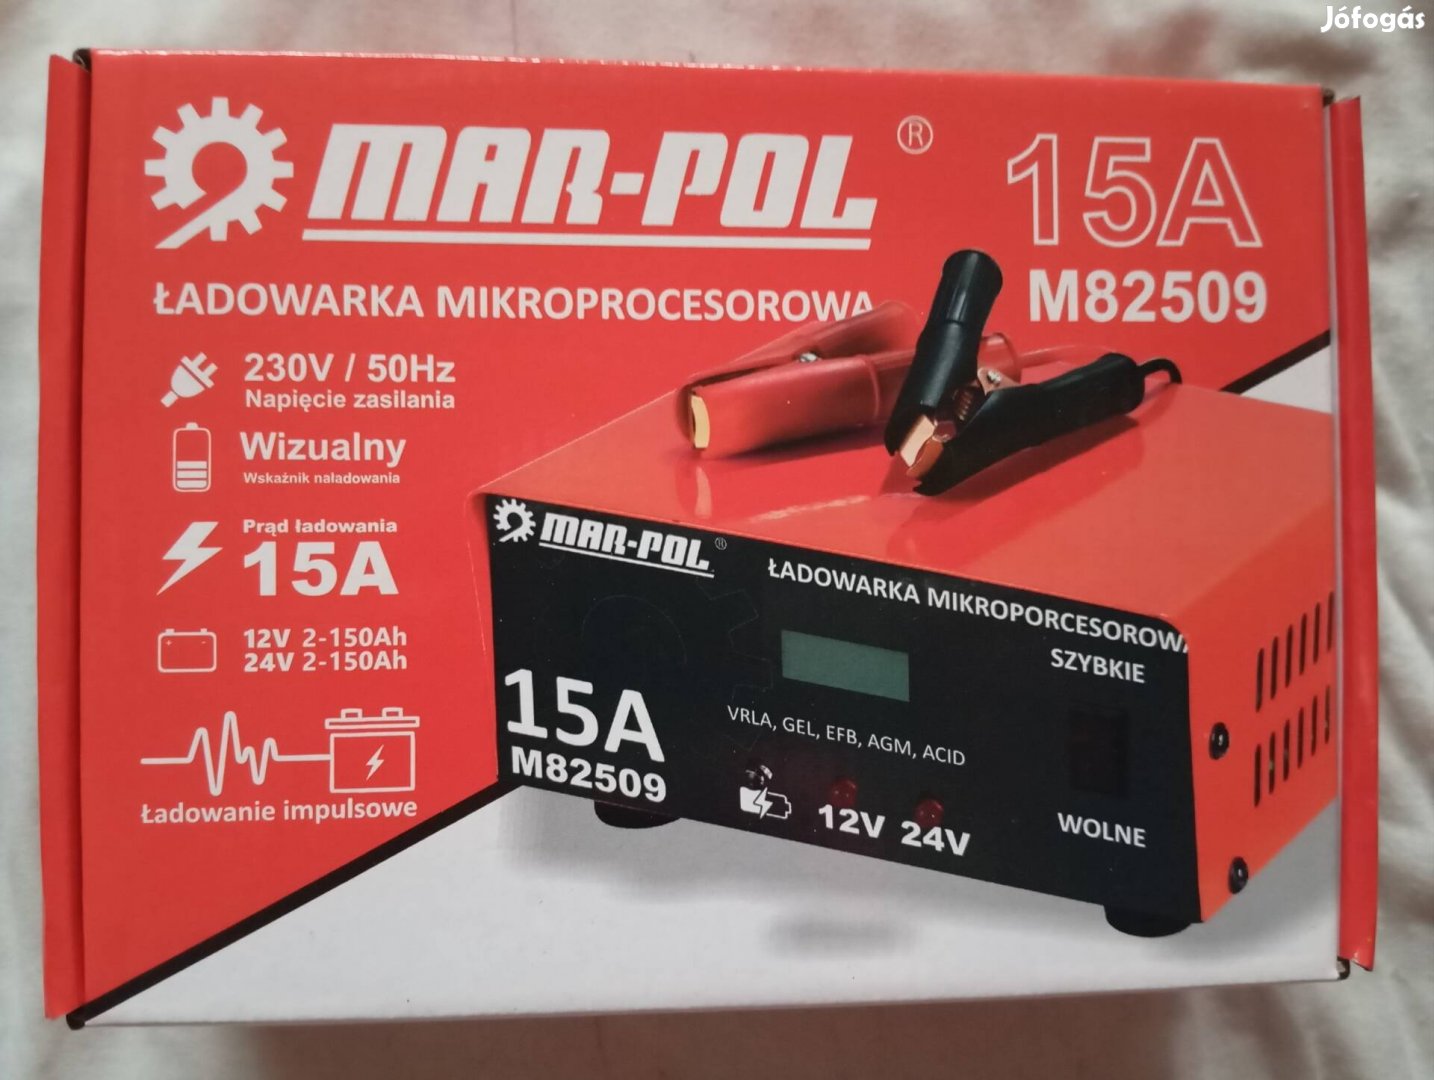 Jófogás
MAR-POL ®
15A
M82509
ŁADOWARKA MIKROPROCESOROWA
230V / 50Hz
Napięcie zasilania
Wizualny
Wskaźnik naładowania
Prąd ładowania
15A
12V 2-150Ah
24V 2-150Ah
Ładowanie impulsowe
MAR-POL ®
ŁADOWARKA MIKROPORCESOROWA
SZYBKIE
15A
M82509
VRLA, GEL, EFB, AGM, ACID
12V 24V
WOLNE